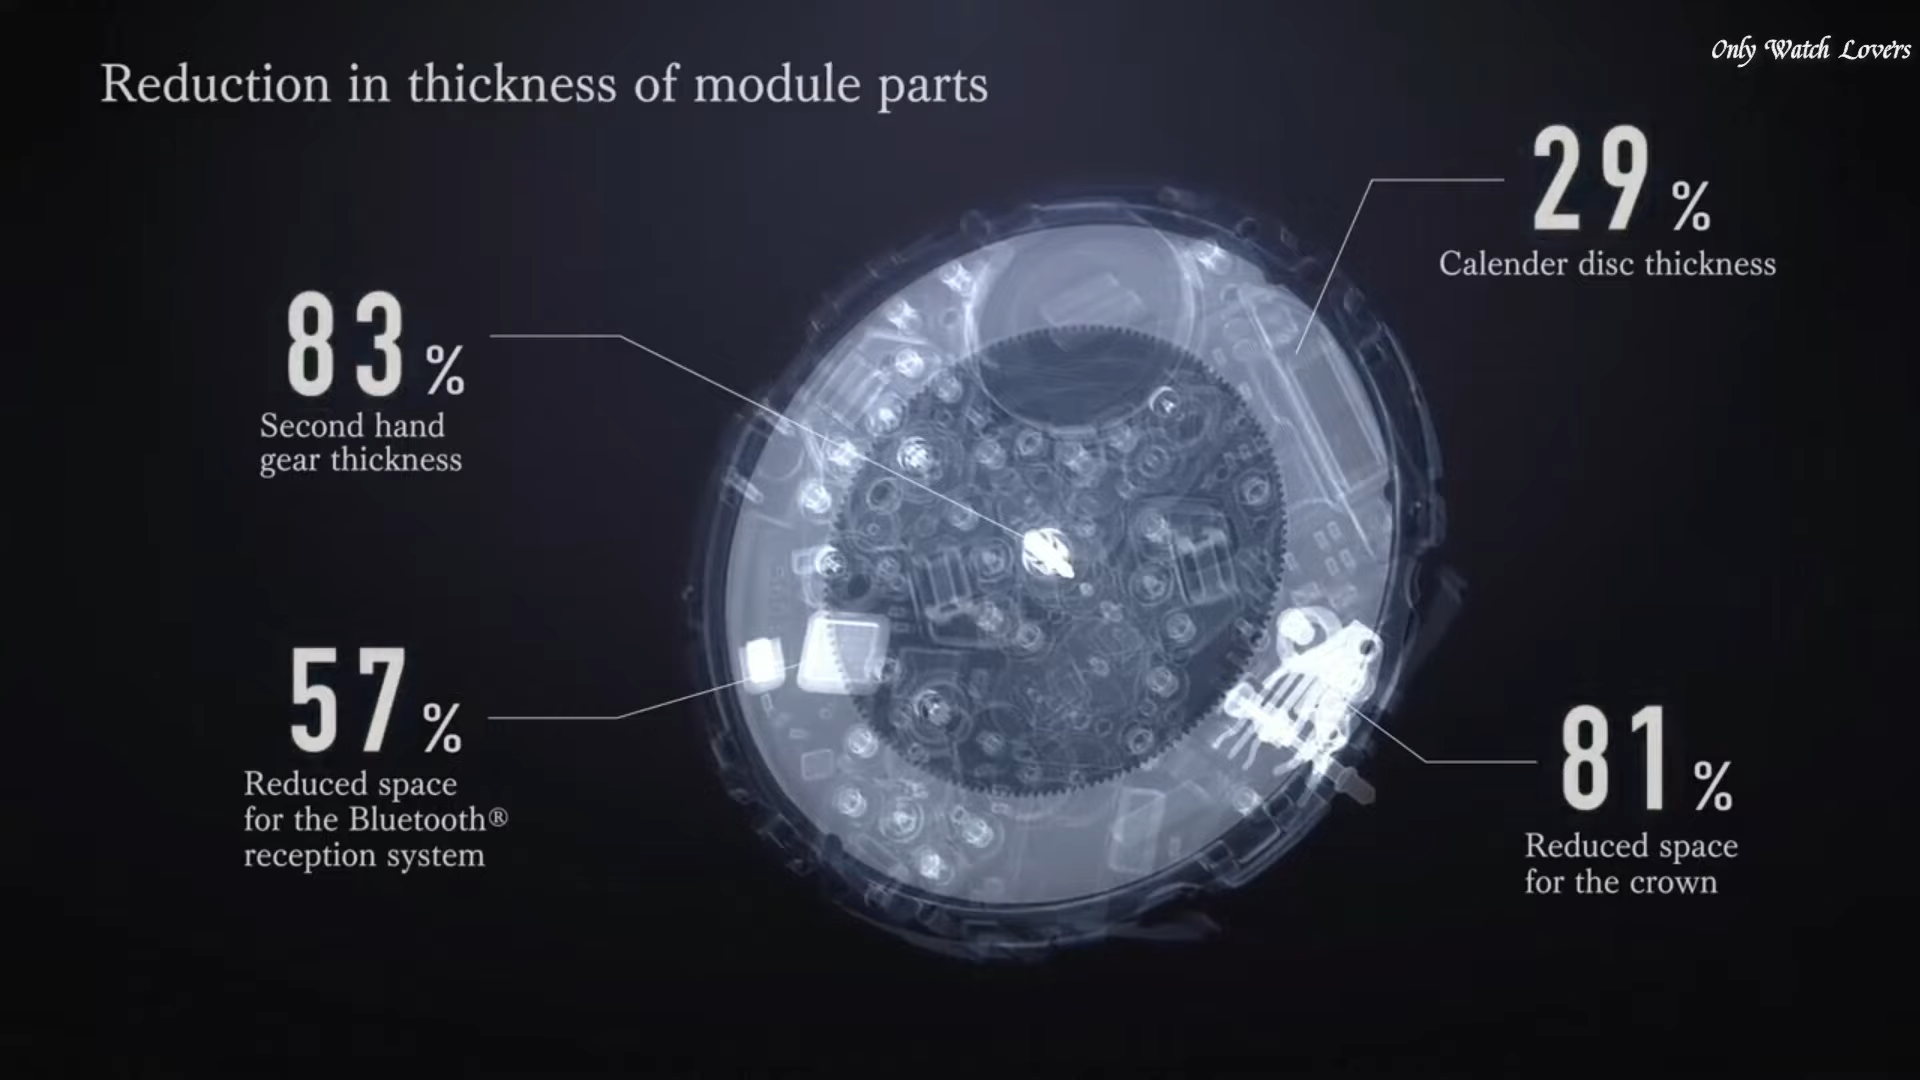 Only Watch Lovers
Reduction in thickness of module parts
29 %
Calender disc thickness
83 %
Second hand
gear thickness
57 %
Reduced space
for the Bluetooth®
reception system
81 %
Reduced space
for the crown